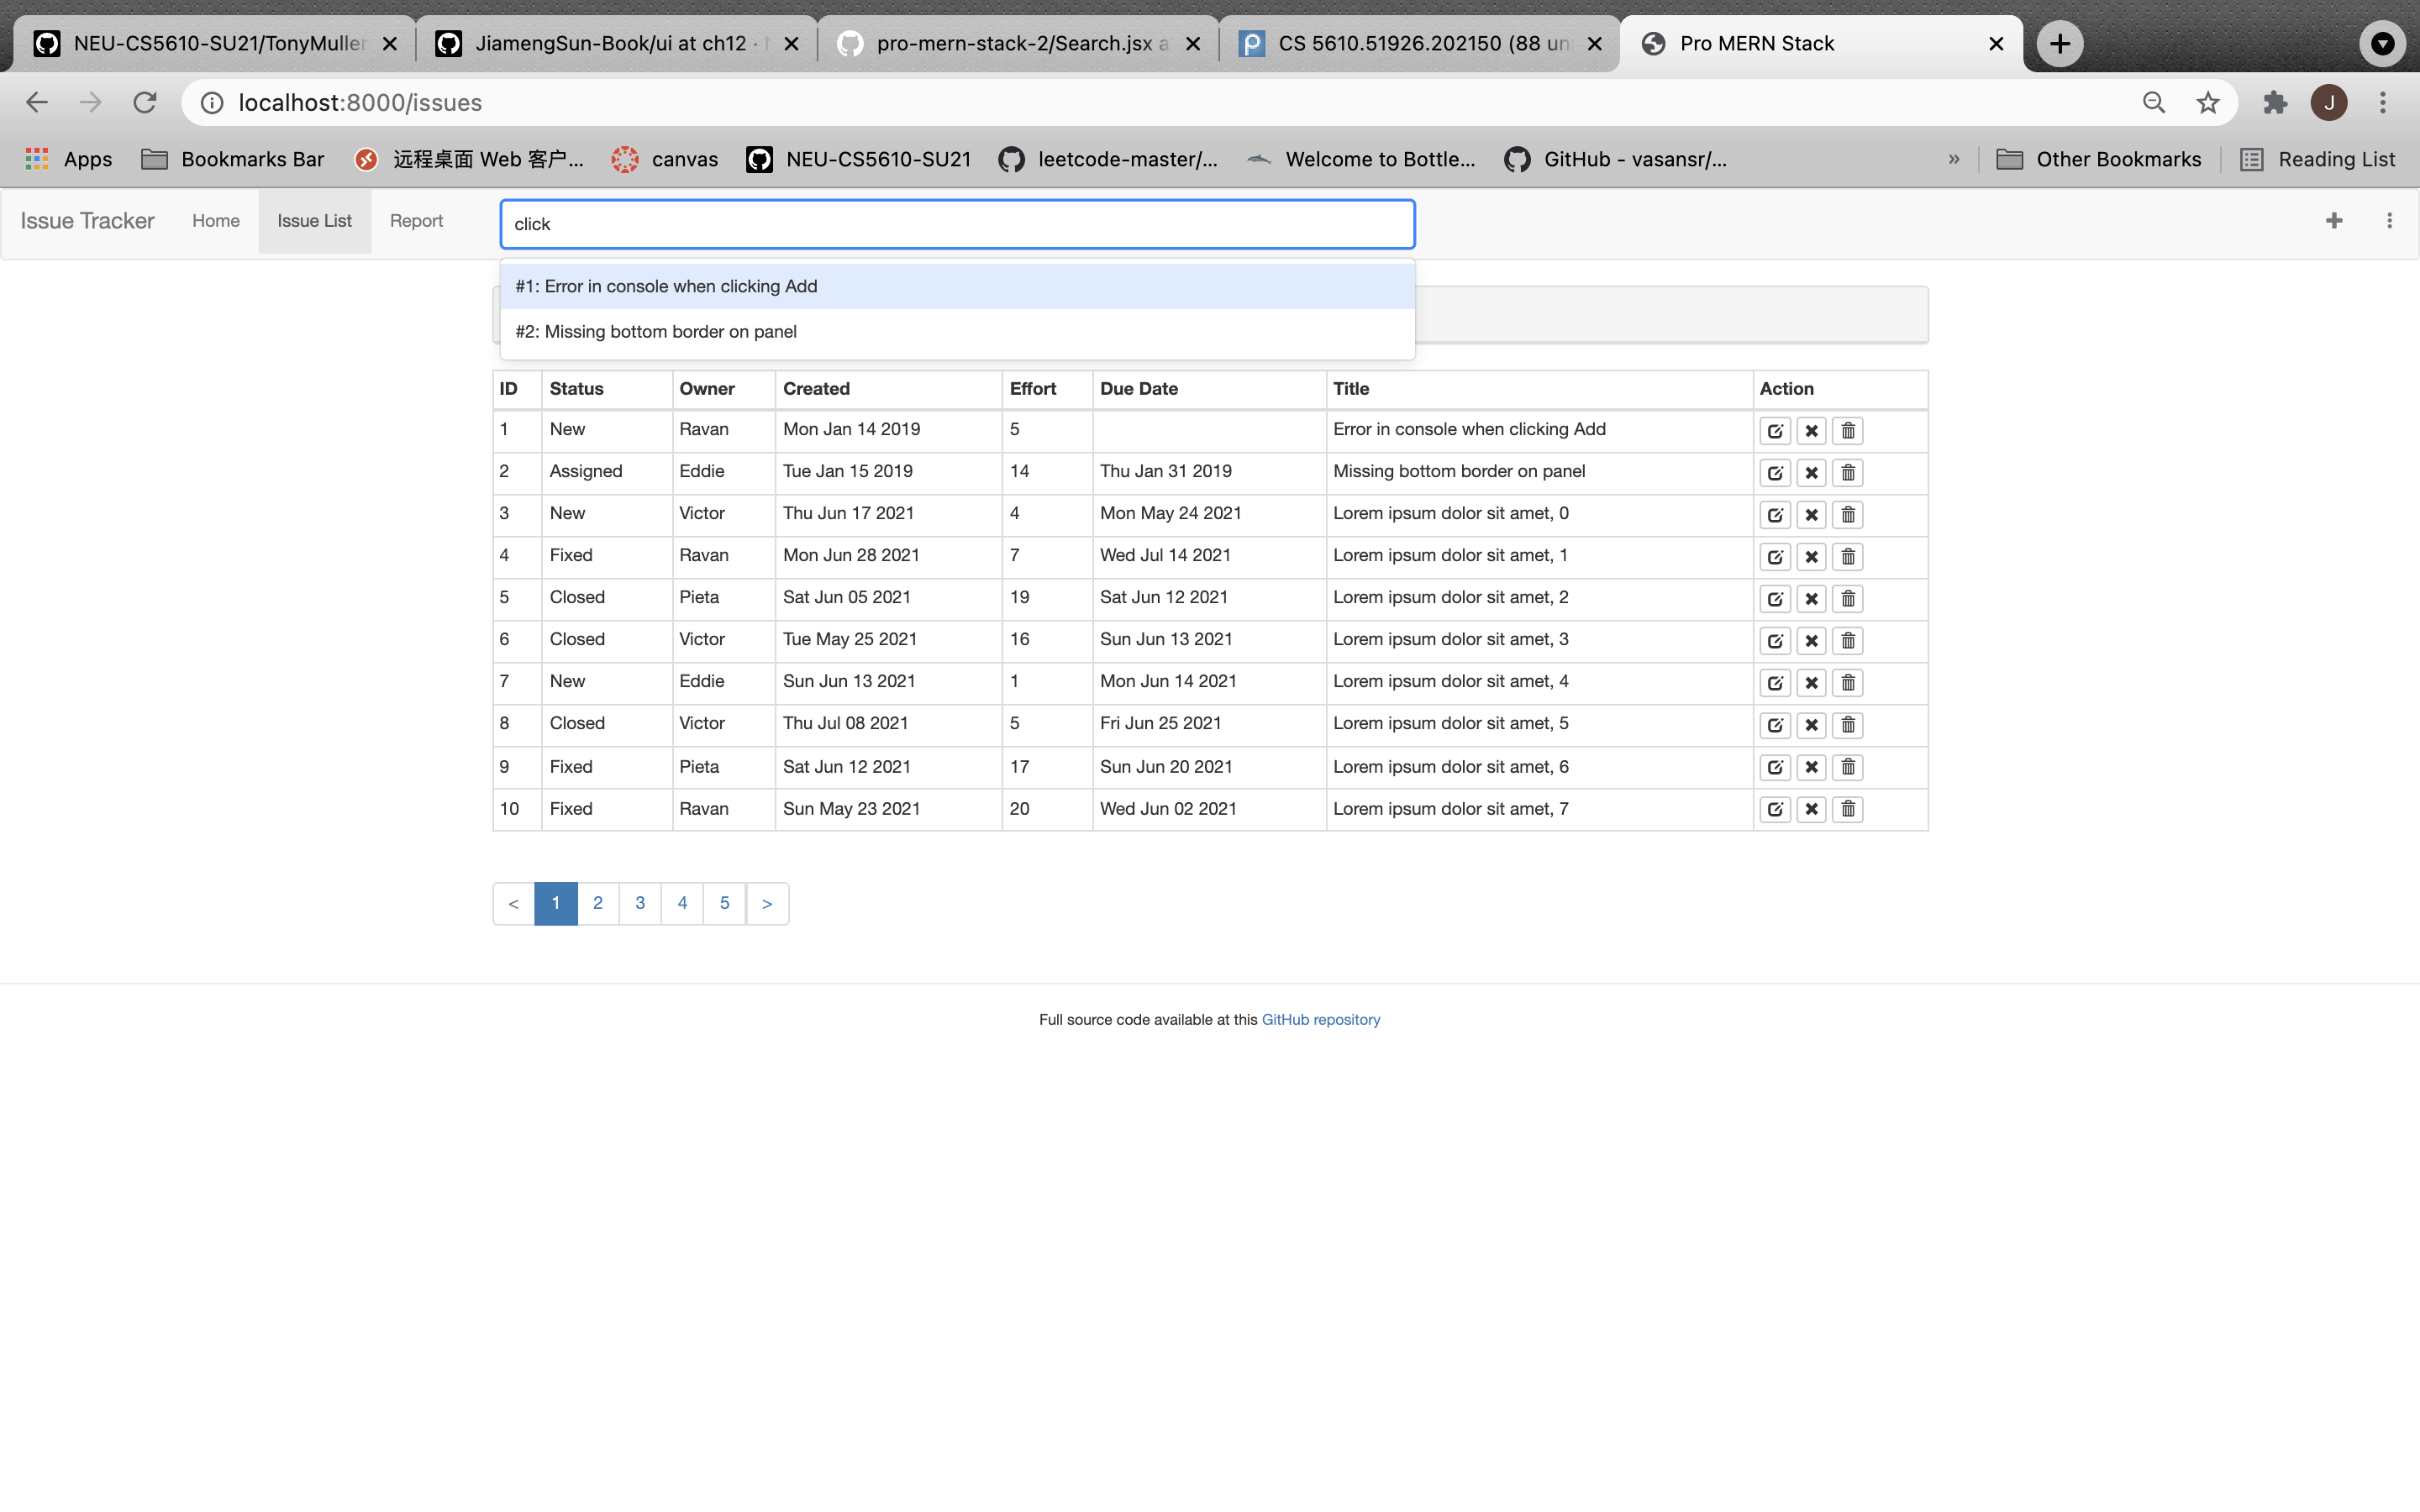 NEU-CS5610-SU21/TonyMuller
JiamengSun-Book/ui at ch12 ·
pro-mern-stack-2/Search.jsx a
CS 5610.51926.202150 (88 un
Pro MERN Stack
localhost:8000/issues
J
Apps Bookmarks Bar 远程桌面 Web 客户... canvas NEU-CS5610-SU21 leetcode-master/... Welcome to Bottle... GitHub - vasansr/... » Other Bookmarks Reading List
Issue Tracker Home Issue List Report click
#1: Error in console when clicking Add
#2: Missing bottom border on panel
ID Status Owner Created Effort Due Date Title Action
1 New Ravan Mon Jan 14 2019 5 Error in console when clicking Add
2 Assigned Eddie Tue Jan 15 2019 14 Thu Jan 31 2019 Missing bottom border on panel
3 New Victor Thu Jun 17 2021 4 Mon May 24 2021 Lorem ipsum dolor sit amet, 0
4 Fixed Ravan Mon Jun 28 2021 7 Wed Jul 14 2021 Lorem ipsum dolor sit amet, 1
5 Closed Pieta Sat Jun 05 2021 19 Sat Jun 12 2021 Lorem ipsum dolor sit amet, 2
6 Closed Victor Tue May 25 2021 16 Sun Jun 13 2021 Lorem ipsum dolor sit amet, 3
7 New Eddie Sun Jun 13 2021 1 Mon Jun 14 2021 Lorem ipsum dolor sit amet, 4
8 Closed Victor Thu Jul 08 2021 5 Fri Jun 25 2021 Lorem ipsum dolor sit amet, 5
9 Fixed Pieta Sat Jun 12 2021 17 Sun Jun 20 2021 Lorem ipsum dolor sit amet, 6
10 Fixed Ravan Sun May 23 2021 20 Wed Jun 02 2021 Lorem ipsum dolor sit amet, 7
< 1 2 3 4 5 >
Full source code available at this GitHub repository